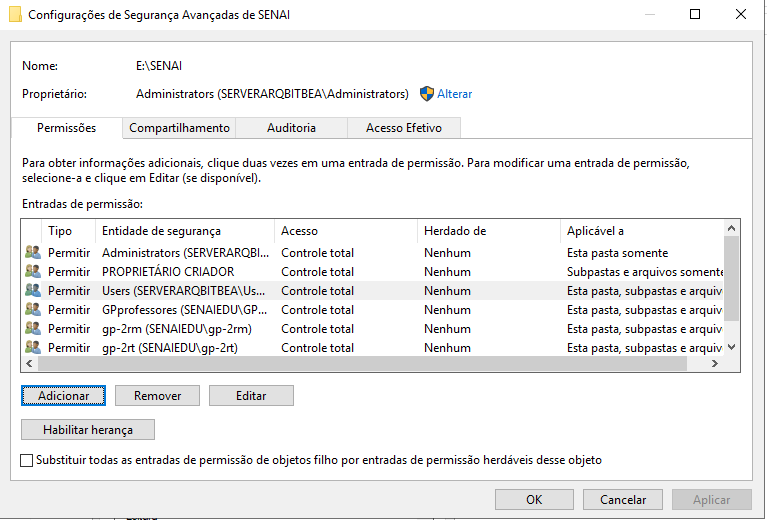 Configurações de Segurança Avançadas de SENAI
Nome: E:\SENAI
Proprietário: Administrators (SERVERARQBITBEA\Administrators) Alterar
Permissões Compartilhamento Auditoria Acesso Efetivo
Para obter informações adicionais, clique duas vezes em uma entrada de permissão. Para modificar uma entrada de permissão,
selecione-a e clique em Editar (se disponível).
Entradas de permissão:
Tipo Entidade de segurança Acesso Herdado de Aplicável a
Permitir Administrators (SERVERARQBI... Controle total Nenhum Esta pasta somente
Permitir PROPRIETÁRIO CRIADOR Controle total Nenhum Subpastas e arquivos somente
Permitir Users (SERVERARQBITBEA\Us... Controle total Nenhum Esta pasta, subpastas e arquiv
Permitir GPprofessores (SENAIEDU\GP... Controle total Nenhum Esta pasta, subpastas e arquiv
Permitir gp-2rm (SENAIEDU\gp-2rm) Controle total Nenhum Esta pasta, subpastas e arquiv
Permitir gp-2rt (SENAIEDU\gp-2rt) Controle total Nenhum Esta pasta, subpastas e arquiv
Adicionar Remover Editar
Habilitar herança
Substituir todas as entradas de permissão de objetos filho por entradas de permissão herdáveis desse objeto
OK Cancelar Aplicar